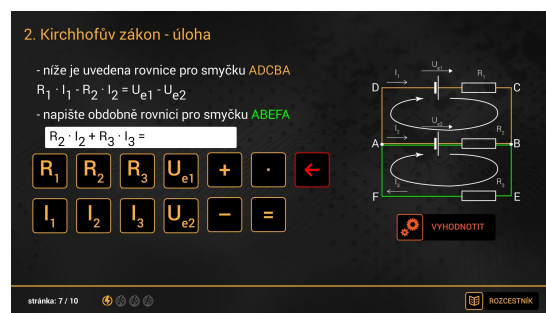 2. Kirchhofův zákon - úloha
- níže je uvedena rovnice pro smyčku ADCBA
R1 · I1 - R2 · I2 = Ue1 - Ue2
- napište obdobně rovnici pro smyčku ABEFA
R2 · I2 + R3 · I3 =
R1 R2 R3 Ue1 + · ←
I1 I2 I3 Ue2 – =
Ue1
I1 R1
D C
Ue2
I2 R2
A B
I3 R3
F E
VYHODNOTIT
stránka: 7 / 10
ROZCESTNÍK